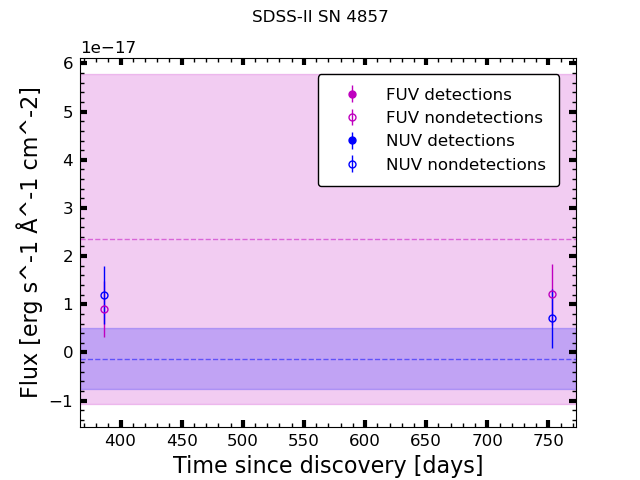 SDSS-II SN 4857
1e−17
6
5
4
3
2
1
0
−1
Flux [erg s^-1 Å^-1 cm^-2]
FUV detections
FUV nondetections
NUV detections
NUV nondetections
400 450 500 550 600 650 700 750
Time since discovery [days]